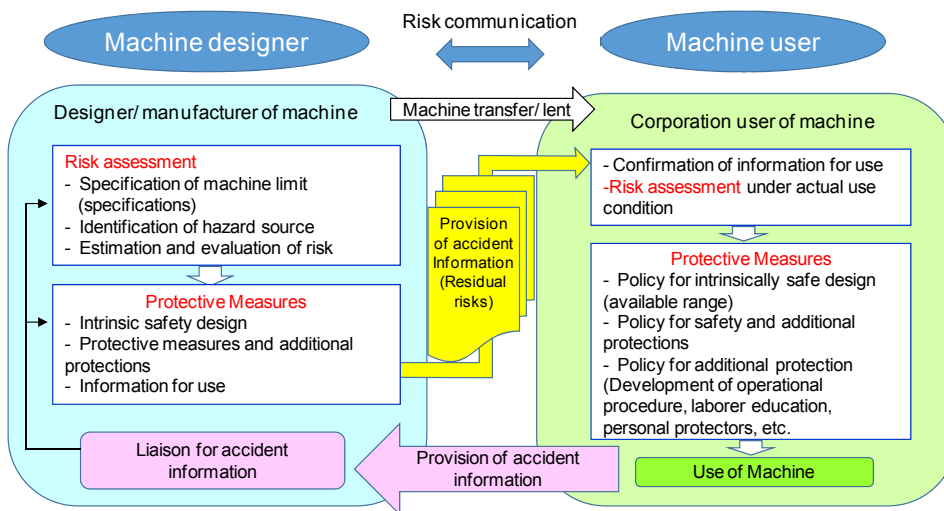 Risk communication
Machine designer
Machine user
Designer/ manufacturer of machine
Machine transfer/ lent
Corporation user of machine
Risk assessment
- Specification of machine limit
(specifications)
- Identification of hazard source
- Estimation and evaluation of risk
Protective Measures
- Intrinsic safety design
- Protective measures and additional
protections
- Information for use
Liaison for accident
information
Provision
of accident
Information
(Residual
risks)
- Confirmation of information for use
-Risk assessment under actual use
condition
Protective Measures
- Policy for intrinsically safe design
(available range)
- Policy for safety and additional
protections
- Policy for additional protection
(Development of operational
procedure, laborer education,
personal protectors, etc.
Use of Machine
Provision of accident
information